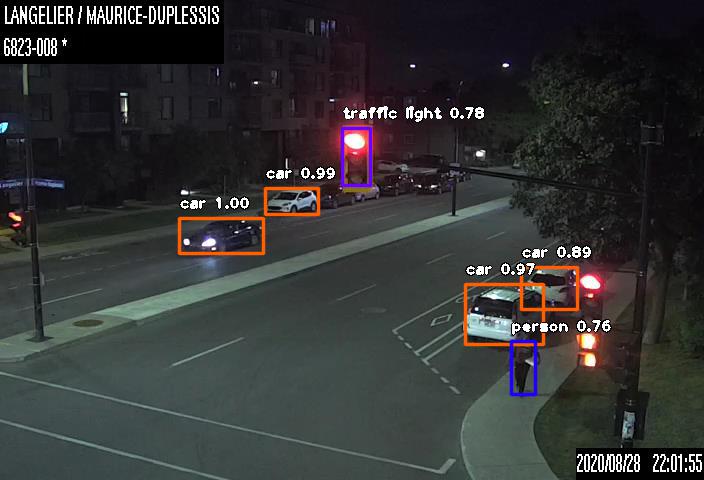 LANGELIER / MAURICE-DUPLESSIS
6823-008 *
traffic light 0.78
car 0.99
car 1.00
car 0.89
car 0.97
person 0.76
2020/08/28 22:01:55